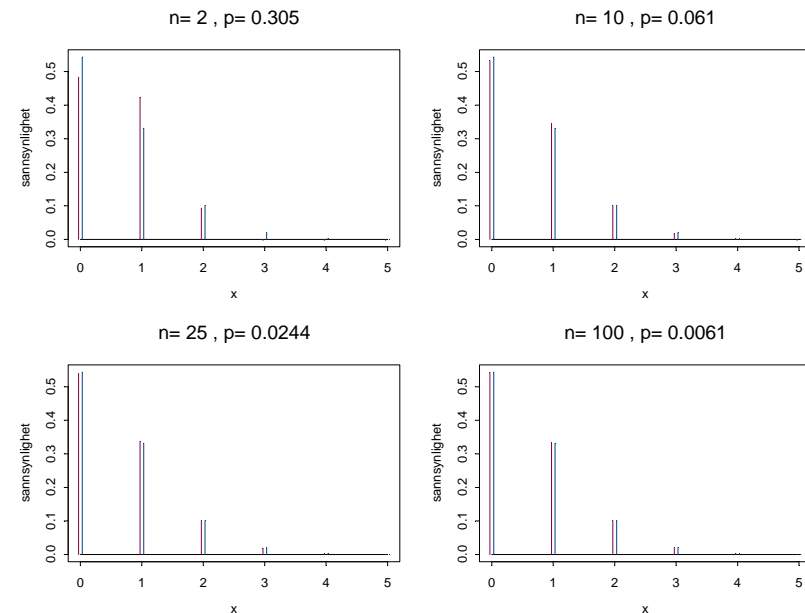 n= 2 , p= 0.305
sannsynlighet
0.0 0.1 0.2 0.3 0.4 0.5
0 1 2 3 4 5
x
n= 10 , p= 0.061
sannsynlighet
0.0 0.1 0.2 0.3 0.4 0.5
0 1 2 3 4 5
x
n= 25 , p= 0.0244
sannsynlighet
0.0 0.1 0.2 0.3 0.4 0.5
0 1 2 3 4 5
x
n= 100 , p= 0.0061
sannsynlighet
0.0 0.1 0.2 0.3 0.4 0.5
0 1 2 3 4 5
x